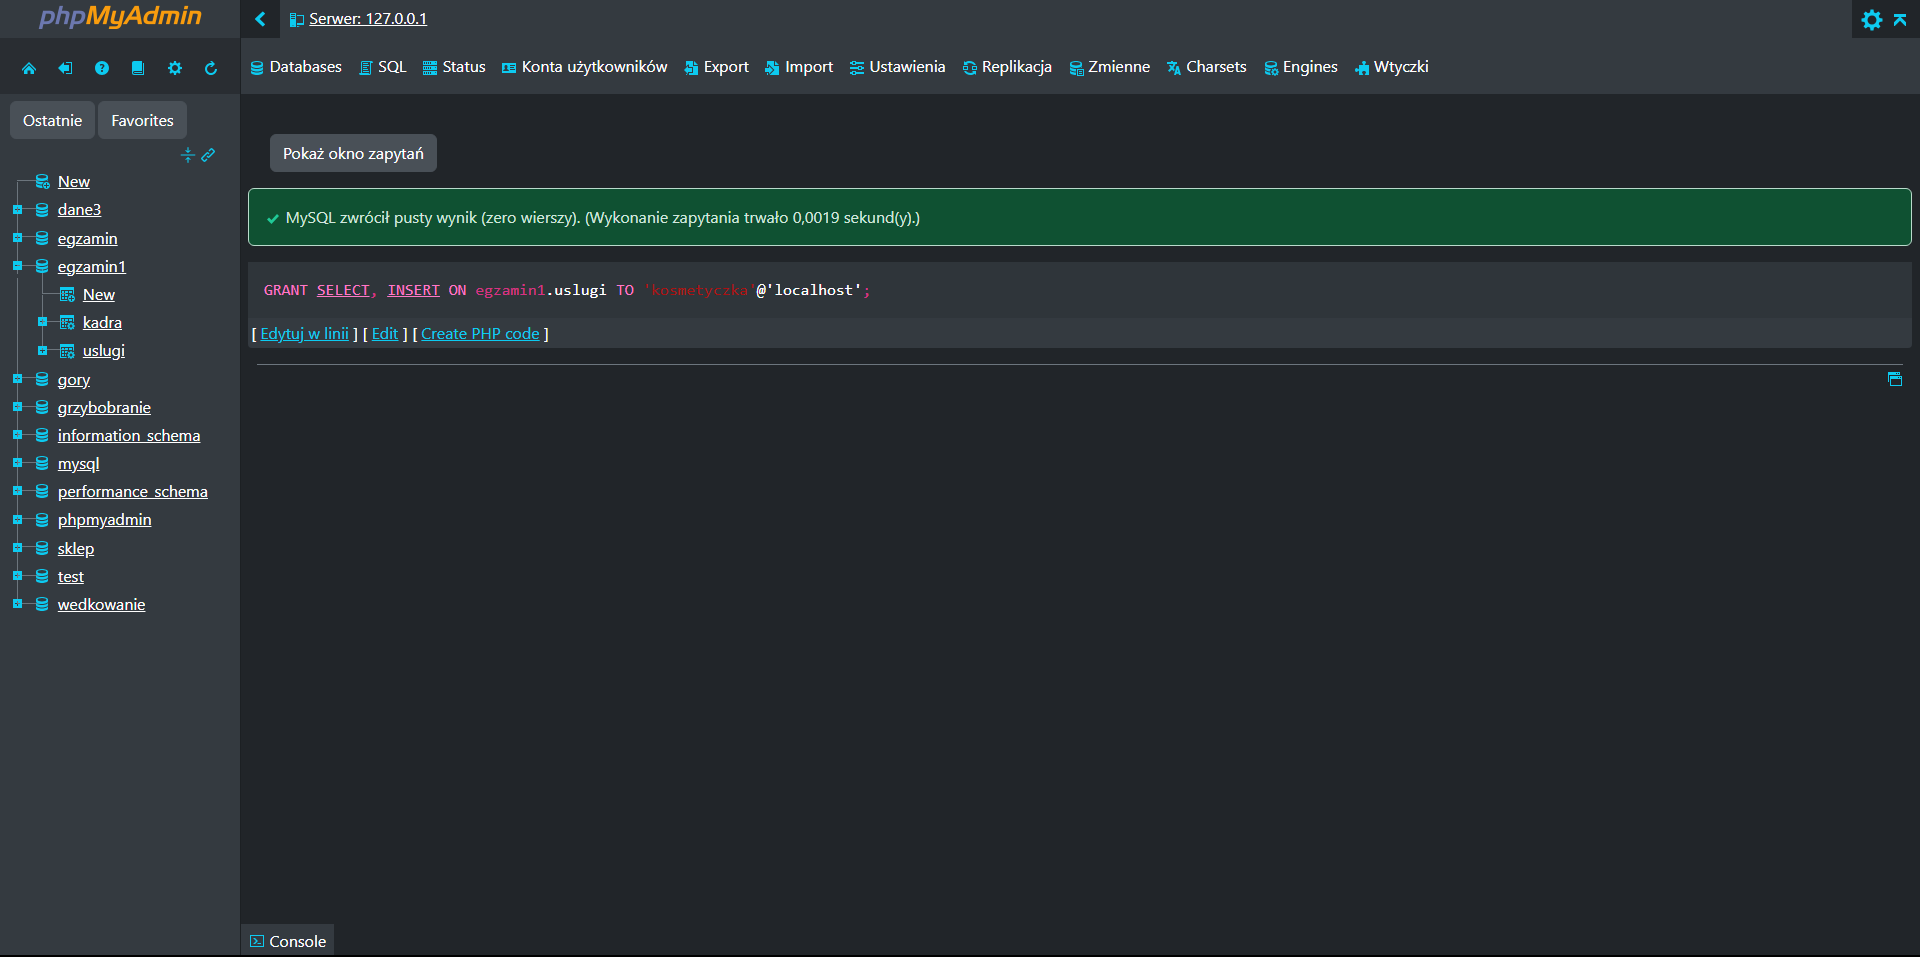 phpMyAdmin
Serwer: 127.0.0.1
Databases SQL Status Konta użytkowników Export Import Ustawienia Replikacja Zmienne Charsets Engines Wtyczki
Ostatnie Favorites
New
dane3
egzamin
egzamin1
New
kadra
uslugi
gory
grzybobranie
information_schema
mysql
performance_schema
phpmyadmin
sklep
test
wedkowanie
Pokaż okno zapytań
MySQL zwrócił pusty wynik (zero wierszy). (Wykonanie zapytania trwało 0,0019 sekund(y).)
GRANT SELECT, INSERT ON egzamin1.uslugi TO 'kosmetyczka'@'localhost';
[ Edytuj w linii ] [ Edit ] [ Create PHP code ]
Console